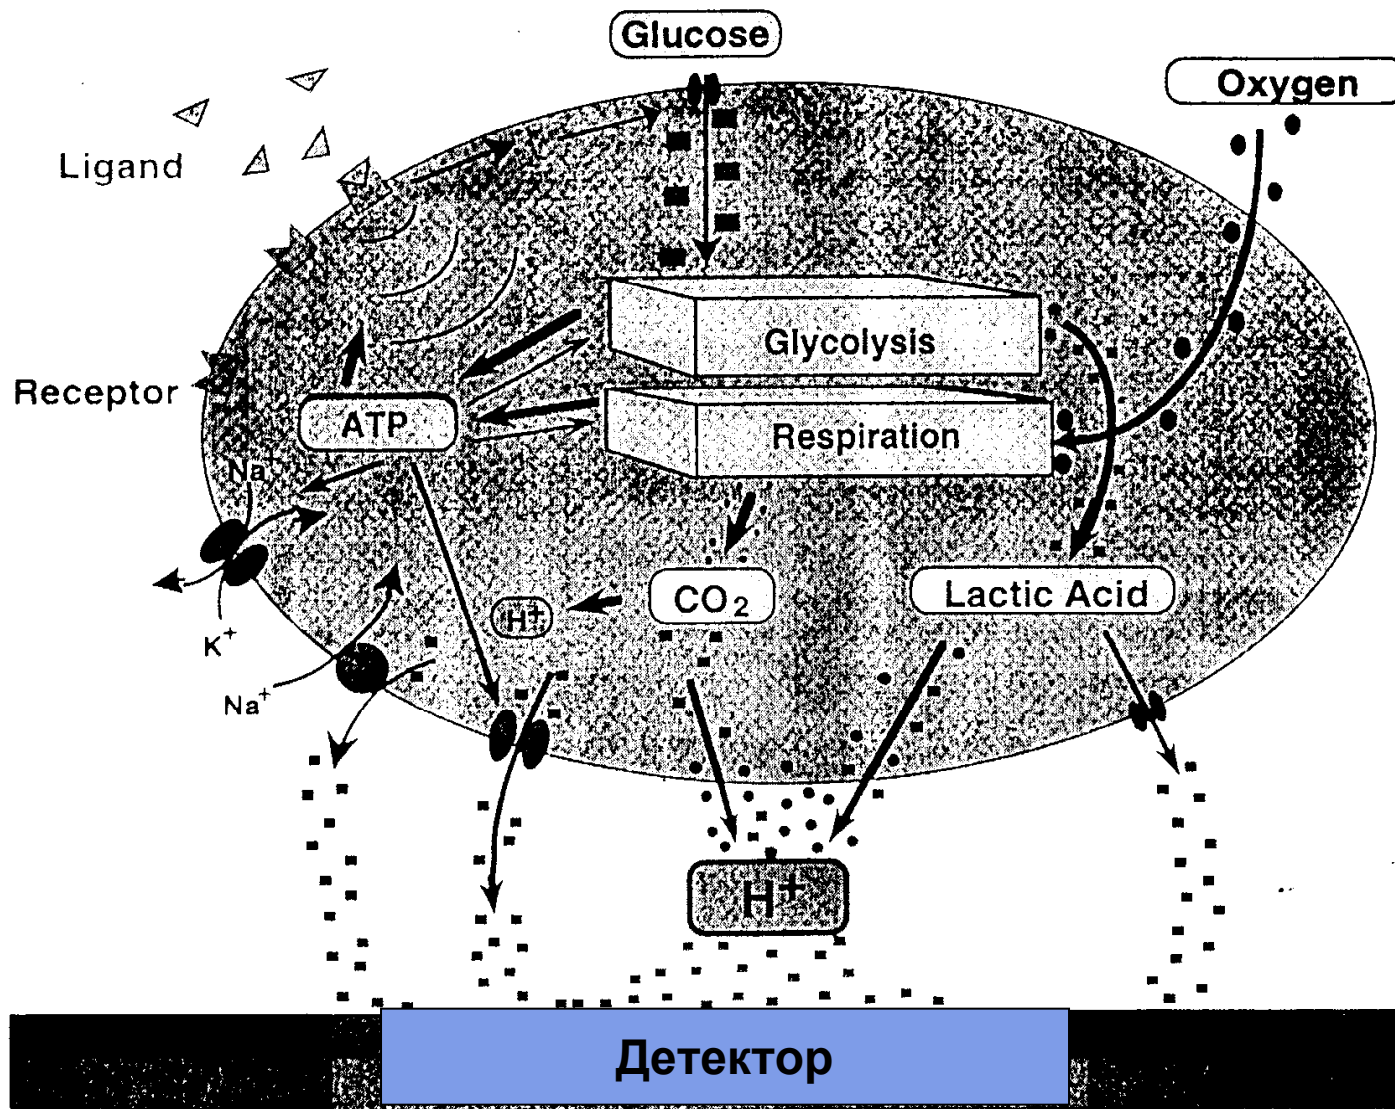 Glucose
Oxygen
Ligand
Glycolysis
Receptor
ATP
Respiration
Na⁺
CO₂
Lactic Acid
H⁺
K⁺
Na⁺
H⁺
Детектор